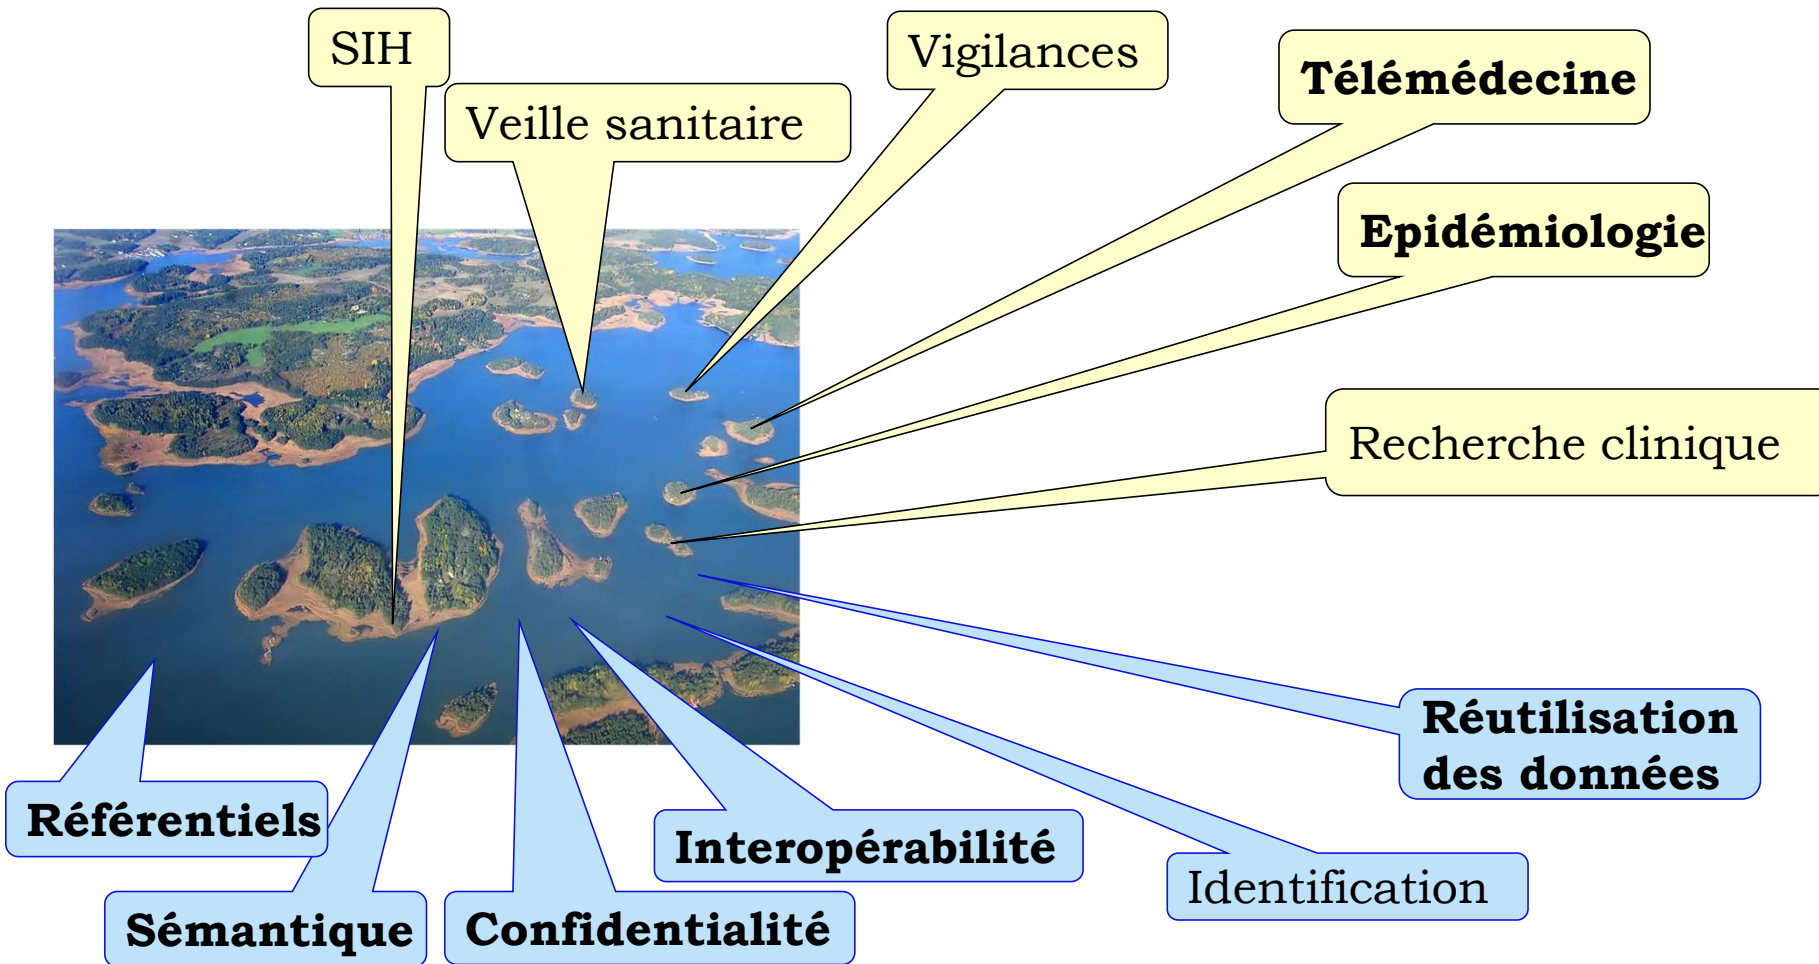 SIH
Vigilances
Télémédecine
Veille sanitaire
Epidémiologie
Recherche clinique
Réutilisation
des données
Référentiels
Interopérabilité
Identification
Sémantique
Confidentialité